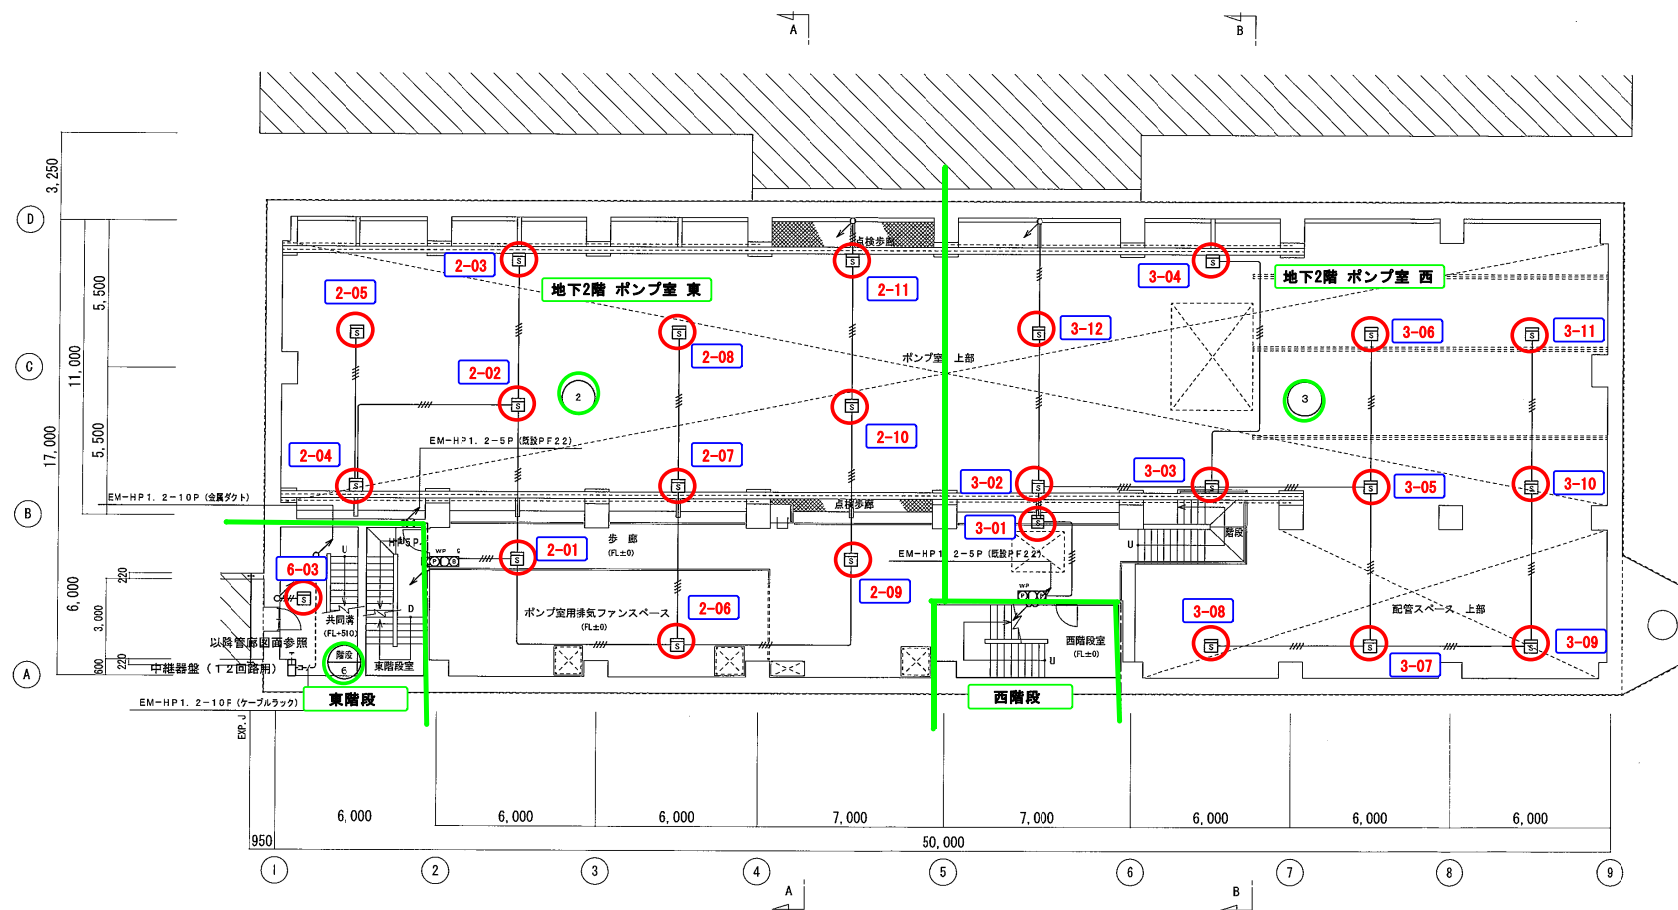 A
B
3,250
D
2-03
点検歩廊
2-11
3-04
地下2階 ポンプ室 東
地下2階 ポンプ室 西
2-05
5,500
S
2-08
3-12
3-06
3-11
ポンプ室 上部
C
11,000
2-02
2
3
2-10
17,000
5,500
EM-HP1.2-5P (既設PF22)
2-04
2-07
3-02
3-03
3-05
3-10
EM-HP1.2-10P (金属ダクト)
点検歩廊
B
3-01
階段
U
歩 廊
(FL±0)
2-01
WP
EM-HP1.2-5P (既設PF22)
6-03
2-09
220
6,000
3,000
共同溝
(FL+510)
D
ポンプ室用排気ファンスペース
(FL±0)
2-06
西階段室
(FL±0)
U
3-08
配管スペース 上部
3-09
3-07
以降管廊図面参照
階段
6
東階段室
220
600
A
中継器盤 (12回路用)
東階段
西階段
EM-HP1.2-10F (ケーブルラック)
EXP.J
6,000
6,000
6,000
7,000
7,000
6,000
6,000
6,000
950
50,000
1
2
3
4
5
6
7
8
9
A
B